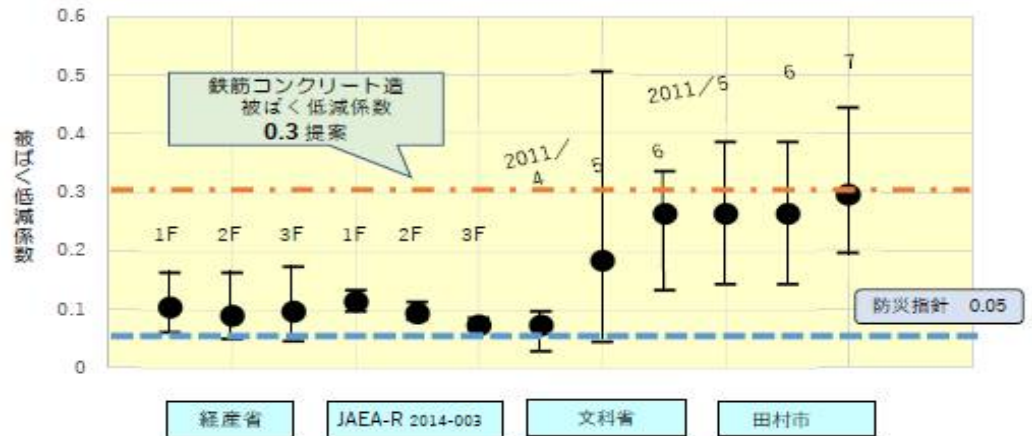 0.6
0.5
0.4
0.3
0.2
0.1
0
被ばく低減係数
鉄筋コンクリート造
被ばく低減係数
0.3 提案
1F
2F
3F
1F
2F
3F
2011/
4
5
6
2011/5
6
7
防災指針 0.05
経産省
JAEA-R 2014-003
文科省
田村市